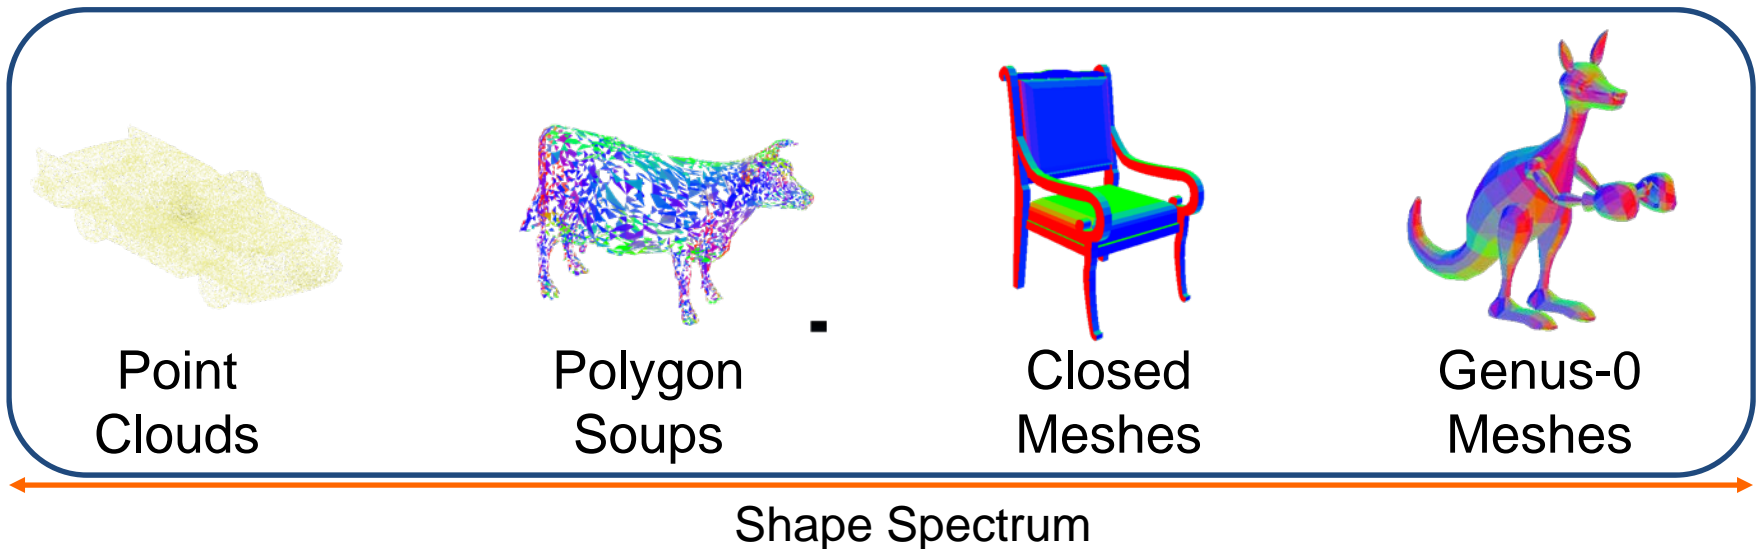 Point
Clouds
Polygon
Soups
Closed
Meshes
Genus-0
Meshes
Shape Spectrum